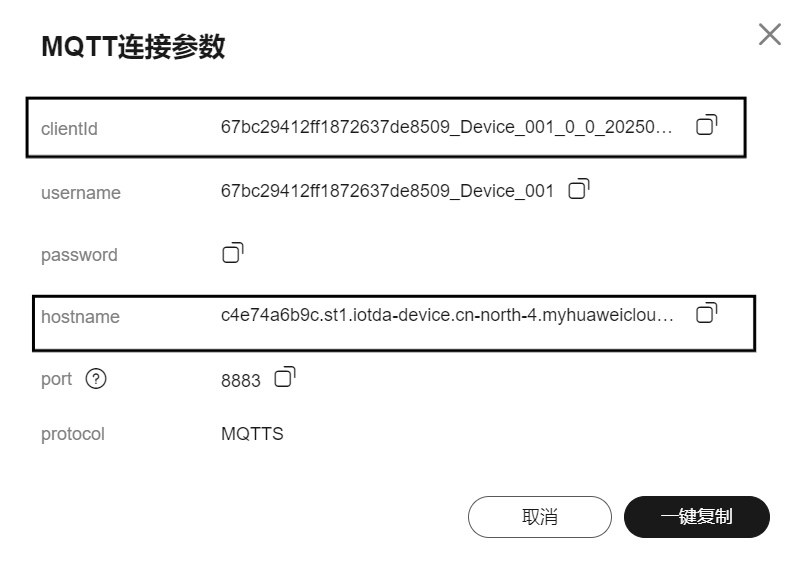 MQTT连接参数
clientId 67bc29412ff1872637de8509_Device_001_0_0_20250...
username 67bc29412ff1872637de8509_Device_001
password
hostname c4e74a6b9c.st1.iotda-device.cn-north-4.myhuaweiclou...
port ? 8883
protocol MQTTS
取消 一键复制